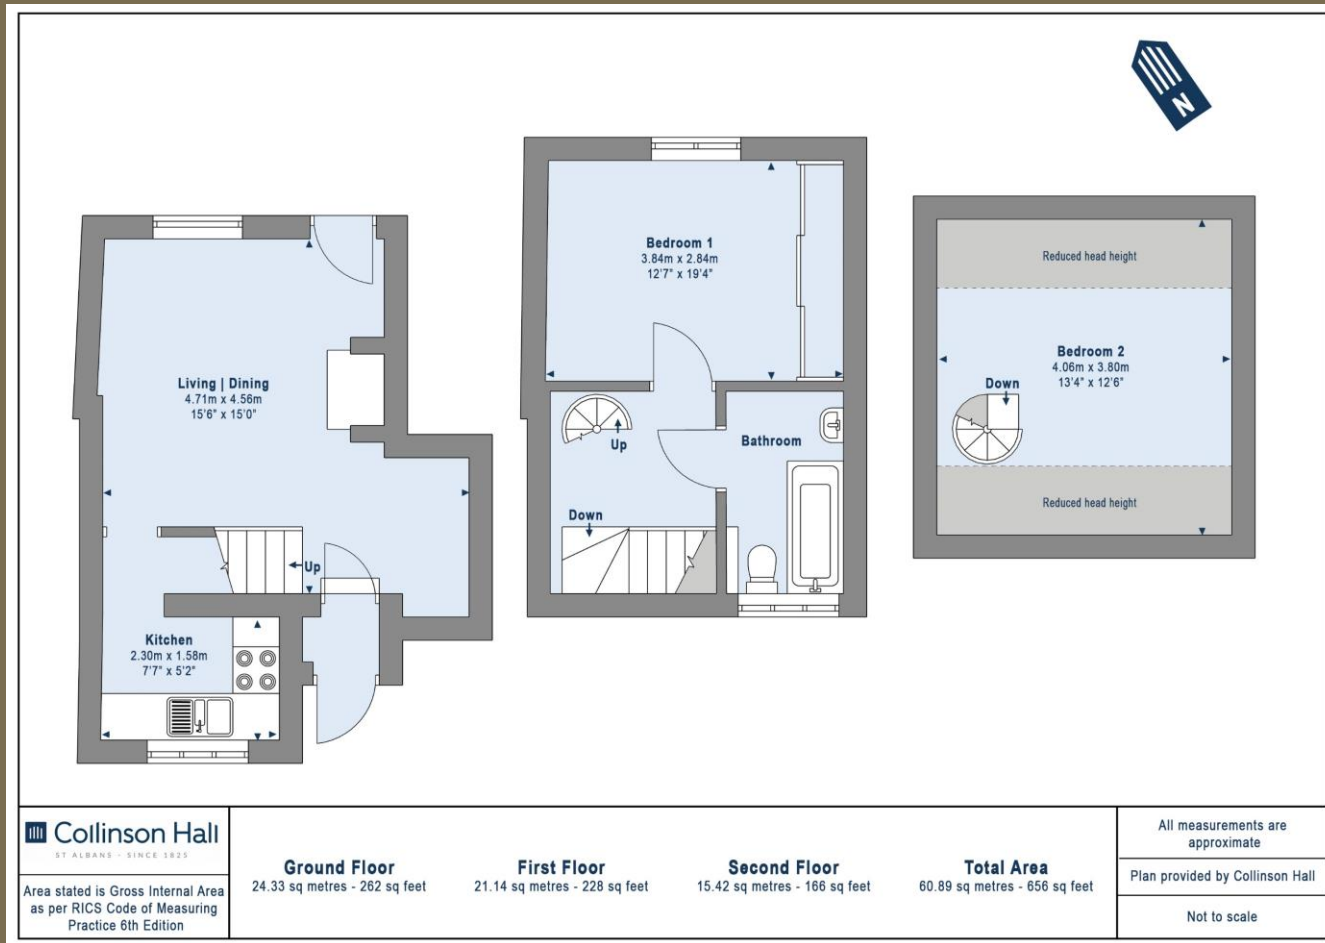 N
Bedroom 1
3.84m x 2.84m
12'7" x 19'4"
Reduced head height
Living | Dining
4.71m x 4.56m
15'6" x 15'0"
Bedroom 2
4.06m x 3.80m
13'4" x 12'6"
Down
Up
Bathroom
Down
Reduced head height
Up
Kitchen
2.30m x 1.58m
7'7" x 5'2"
Collinson Hall
ST ALBANS - SINCE 1825
Area stated is Gross Internal Area
as per RICS Code of Measuring
Practice 6th Edition
Ground Floor
24.33 sq metres - 262 sq feet
First Floor
21.14 sq metres - 228 sq feet
Second Floor
15.42 sq metres - 166 sq feet
Total Area
60.89 sq metres - 656 sq feet
All measurements are
approximate
Plan provided by Collinson Hall
Not to scale